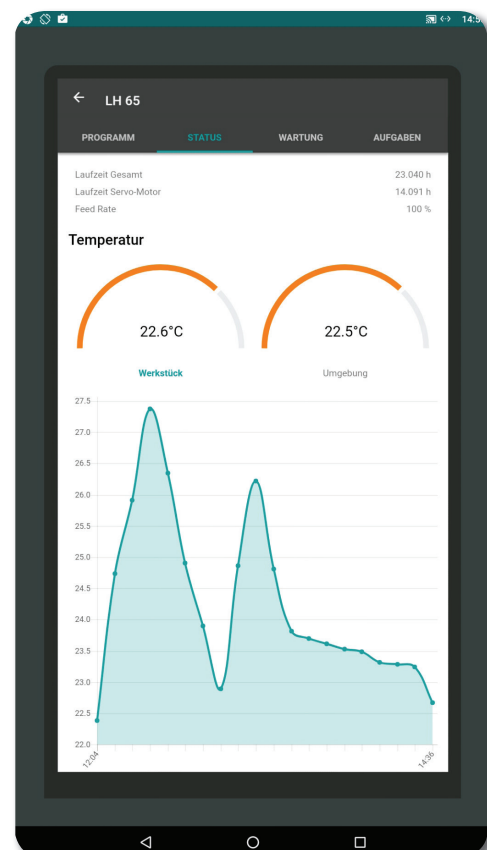 14:5
LH 65
PROGRAMM STATUS WARTUNG AUFGABEN
Laufzeit Gesamt 23.040 h
Laufzeit Servo-Motor 14.091 h
Feed Rate 100 %
Temperatur
22.6°C 22.5°C
Werkstück Umgebung
27.5
27.0
26.5
26.0
25.5
25.0
24.5
24.0
23.5
23.0
22.5
22.0
12:04 14:36